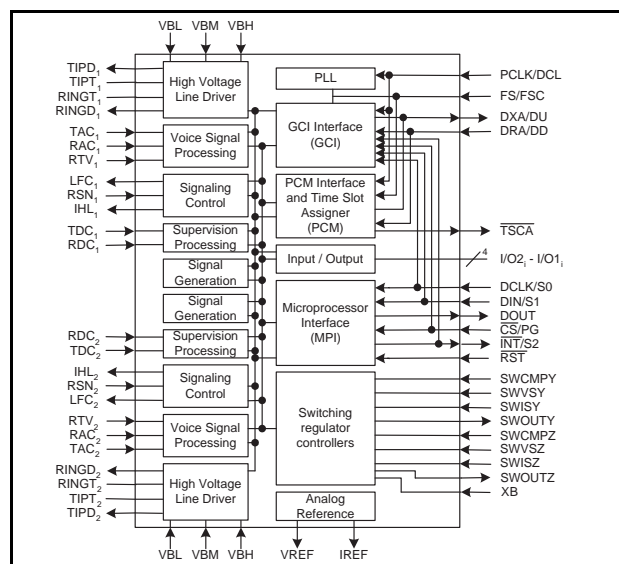 VBL VBM VBH
TIPD1
TIPT1
RINGT1
RINGD1
TAC1
RAC1
RTV1
LFC1
RSN1
IHL1
TDC1
RDC1
RDC2
TDC2
IHL2
RSN2
LFC2
RTV2
RAC2
TAC2
RINGD2
RINGT2
TIPT2
TIPD2
High Voltage
Line Driver
Voice Signal
Processing
Signaling
Control
Supervision
Processing
Signal
Generation
Signal
Generation
Supervision
Processing
Signaling
Control
Voice Signal
Processing
High Voltage
Line Driver
VBL VBM VBH
PLL
GCI Interface
(GCI)
PCM Interface
and Time Slot
Assigner
(PCM)
Input / Output
Microprocessor
Interface
(MPI)
Switching
regulator
controllers
Analog
Reference
VREF IREF
PCLK/DCL
FS/FSC
DXA/DU
DRA/DD
TSCA
4
I/O2i - I/O1i
DCLK/S0
DIN/S1
DOUT
CS/PG
INT/S2
RST
SWCMPY
SWVSY
SWISY
SWOUTY
SWCMPZ
SWVSZ
SWISZ
SWOUTZ
XB